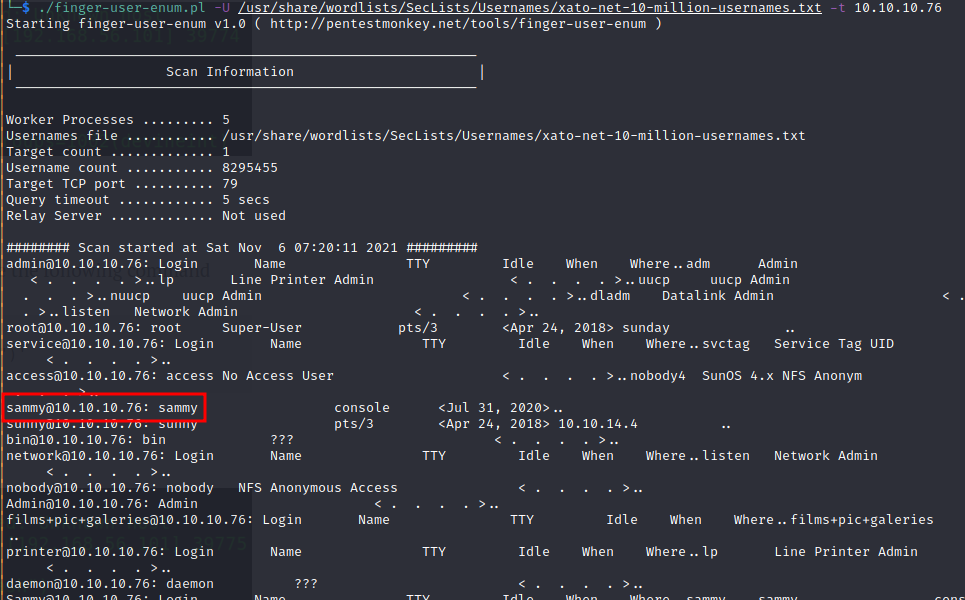 └─$ ./finger-user-enum.pl -U /usr/share/wordlists/SecLists/Usernames/xato-net-10-million-usernames.txt -t 10.10.10.76
Starting finger-user-enum v1.0 ( http://pentestmonkey.net/tools/finger-user-enum )
| Scan Information |
Worker Processes ......... 5
Usernames file ........... /usr/share/wordlists/SecLists/Usernames/xato-net-10-million-usernames.txt
Target count ............. 1
Username count ........... 8295455
Target TCP port .......... 79
Query timeout ............ 5 secs
Relay Server ............. Not used
######## Scan started at Sat Nov  6 07:20:11 2021 #########
admin@10.10.10.76: Login       Name               TTY         Idle    When    Where..adm      Admin
   < .  .  .  . >..lp       Line Printer Admin                 < .  .  .  . >..uucp     uucp Admin
  .  .  .  . >..nuucp    uucp Admin                         < .  .  .  . >..dladm    Datalink Admin                     < .
  .  . >..listen   Network Admin                      < .  .  .  . >..
root@10.10.10.76: root     Super-User            pts/3        <Apr 24, 2018> sunday              ..
service@10.10.10.76: Login       Name               TTY         Idle    When    Where..svctag   Service Tag UID
     < .  .  .  . >..
access@10.10.10.76: access No Access User                     < .  .  .  . >..nobody4  SunOS 4.x NFS Anonym
sammy@10.10.10.76: sammy                 console      <Jul 31, 2020>..
sunny@10.10.10.76: sunny                 pts/3        <Apr 24, 2018> 10.10.14.4          ..
bin@10.10.10.76: bin             ???                         < .  .  .  . >..
network@10.10.10.76: Login       Name               TTY         Idle    When    Where..listen   Network Admin
     < .  .  .  . >..
nobody@10.10.10.76: nobody   NFS Anonymous Access               < .  .  .  . >..
Admin@10.10.10.76: Admin                      < .  .  .  . >..
films+pic+galeries@10.10.10.76: Login       Name               TTY         Idle    When    Where..films+pic+galeries
..
printer@10.10.10.76: Login       Name               TTY         Idle    When    Where..lp       Line Printer Admin
     < .  .  .  . >..
daemon@10.10.10.76: daemon          ???                         < .  .  .  . >..
Sammy@10.10.10.76: Login       Name               TTY         Idle    When    Where..sammy    sammy